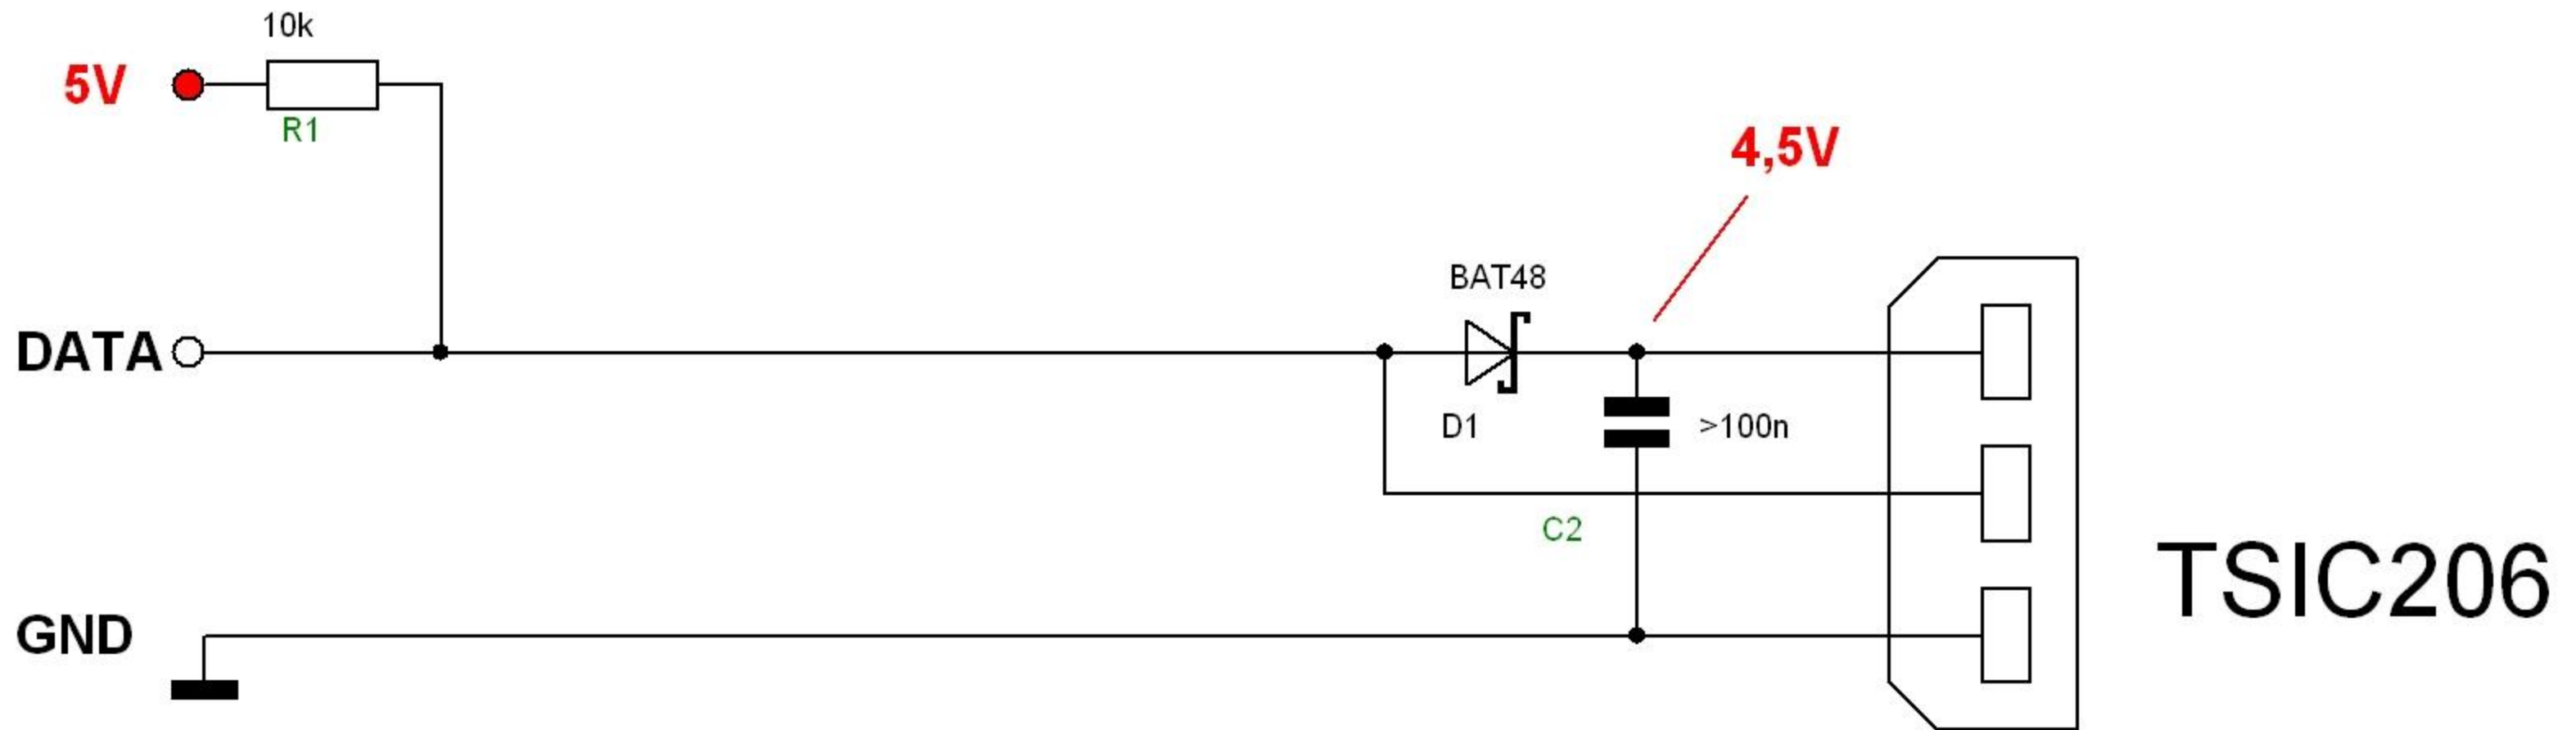 10k
5V
R1
4,5V
BAT48
DATA
D1
>100n
C2
TSIC206
GND